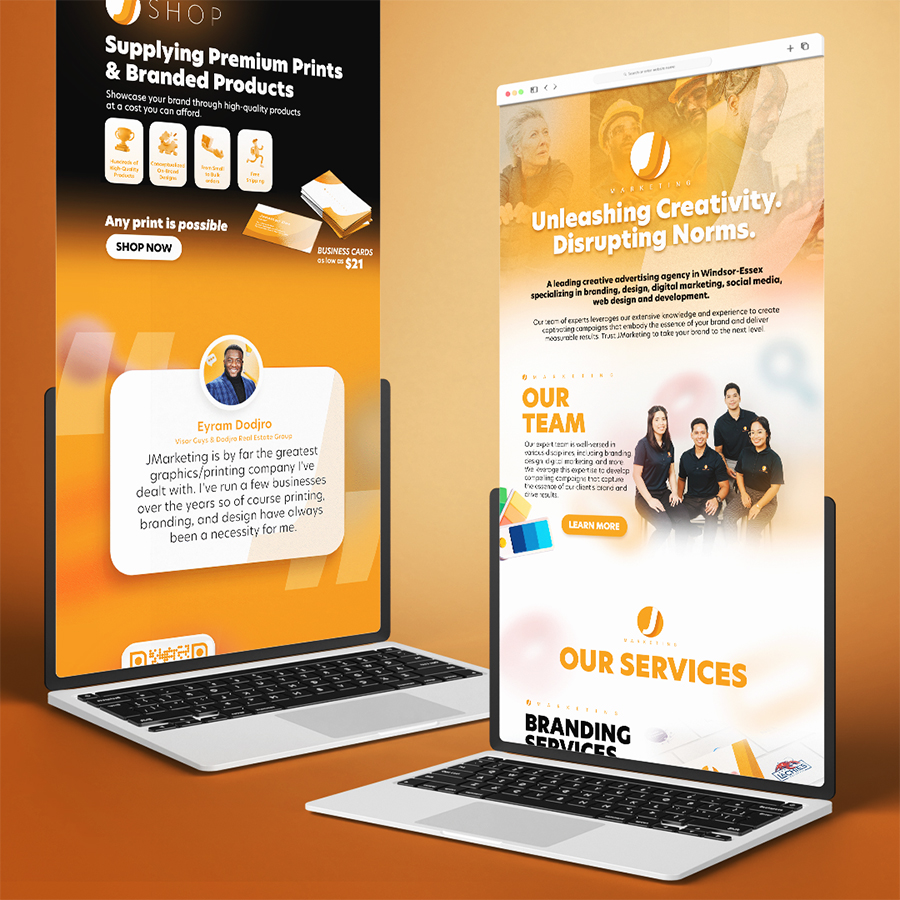 SHOP
Supplying Premium Prints
& Branded Products
Showcase your brand through high-quality products
at a cost you can afford.
Hundreds of
High-Quality
Products
Conceptualized
On-Brand
Designs
From Small
to Bulk
orders
Free
Shipping
Any print is possible
SHOP NOW
BUSINESS CARDS
as low as $21
Eyram Dodjro
Visor Guys & Dodjro Real Estate Group
JMarketing is by far the greatest
graphics/printing company I've
dealt with. I've run a few businesses
over the years so of course printing,
branding, and design have always
been a necessity for me.
MARKETING
Unleashing Creativity.
Disrupting Norms.
A leading creative advertising agency in Windsor-Essex
specializing in branding, design, digital marketing, social media,
web design and development.
Our team of experts leverages our extensive knowledge and experience to create
captivating campaigns that embody the essence of your brand and deliver
measurable results. Trust JMarketing to take your brand to the next level.
MARKETING
OUR
TEAM
Our expert team is well-versed in
various disciplines, including branding,
design, digital marketing, and more.
We leverage this expertise to develop
compelling campaigns that capture
the essence of our client's brand and
drive results.
LEARN MORE
MARKETING
OUR SERVICES
MARKETING
BRANDING
SERVICES